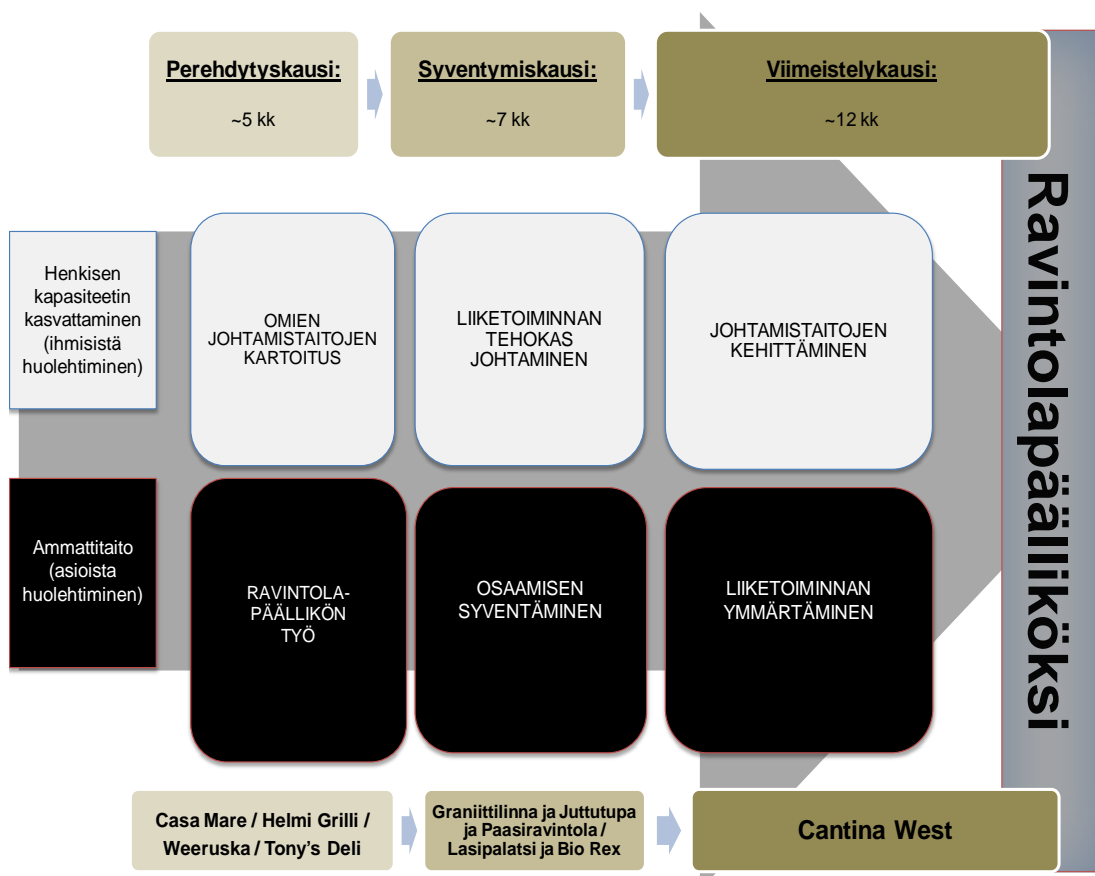 Perehdytyskausi:
~5 kk
Syventymiskausi:
~7 kk
Viimeistelykausi:
~12 kk
Henkisen
kapasiteetin
kasvattaminen
(ihmisistä
huolehtiminen)
OMIEN
JOHTAMISTAITOJEN
KARTOITUS
LIIKETOIMINNAN
TEHOKAS
JOHTAMINEN
JOHTAMISTAITOJEN
KEHITTÄMINEN
Ammattitaito
(asioista
huolehtiminen)
RAVINTOLA-
PÄÄLLIKÖN
TYÖ
OSAAMISEN
SYVENTÄMINEN
LIIKETOIMINNAN
YMMÄRTÄMINEN
Ravintolapäälliköksi
Casa Mare / Helmi Grilli /
Weeruska / Tony's Deli
Graniittilinna ja Juttutupa
ja Paasiravintola /
Lasipalatsi ja Bio Rex
Cantina West